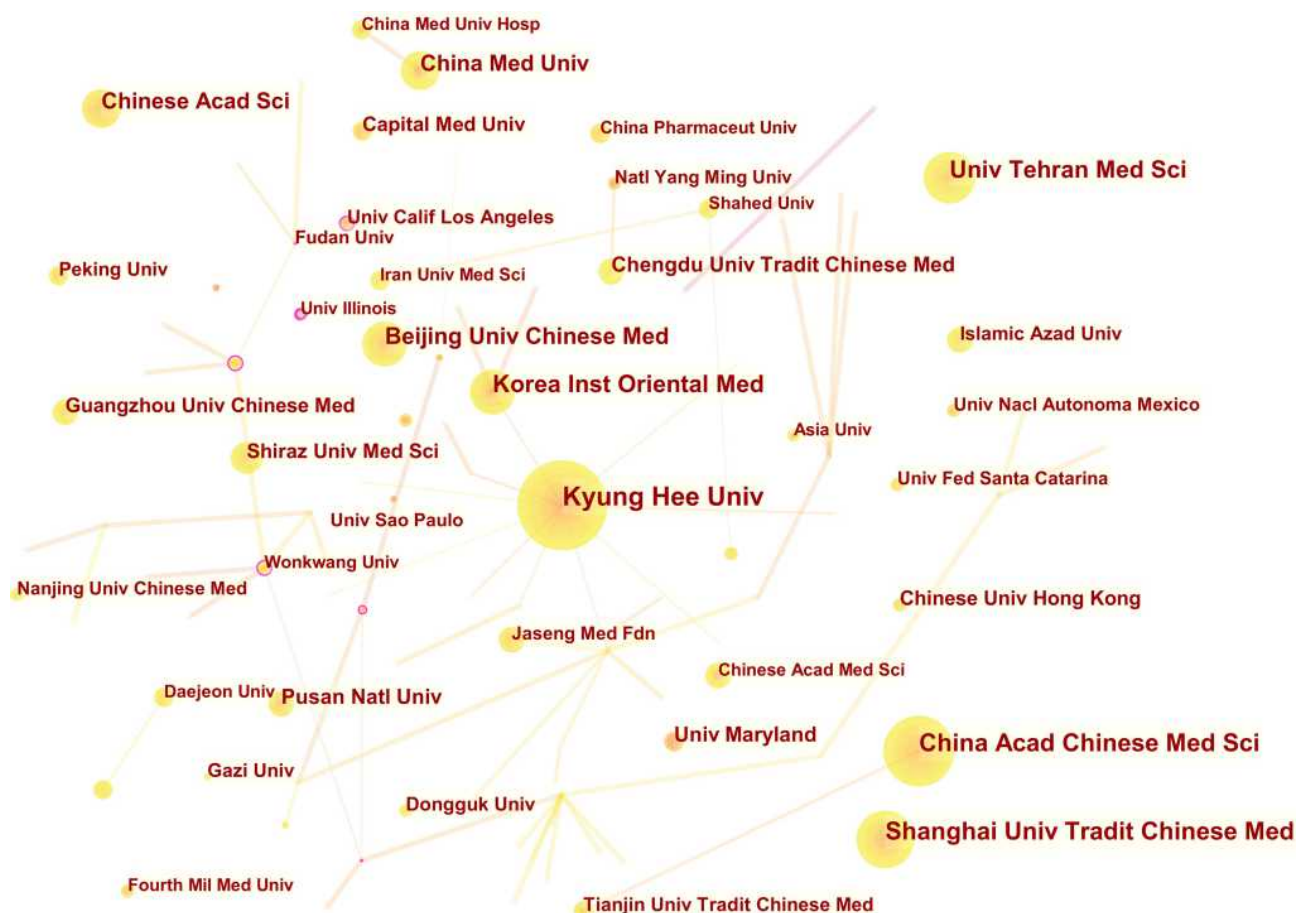 China Med Univ Hosp
China Med Univ
Chinese Acad Sci
Capital Med Univ
China Pharmaceut Univ
Univ Tehran Med Sci
Natl Yang Ming Univ
Shahed Univ
Univ Calif Los Angeles
Fudan Univ
Chengdu Univ Tradit Chinese Med
Peking Univ
Iran Univ Med Sci
Univ Illinois
Beijing Univ Chinese Med
Islamic Azad Univ
Korea Inst Oriental Med
Guangzhou Univ Chinese Med
Univ Nacl Autonoma Mexico
Asia Univ
Shiraz Univ Med Sci
Univ Fed Santa Catarina
Kyung Hee Univ
Univ Sao Paulo
Wonkwang Univ
Nanjing Univ Chinese Med
Chinese Univ Hong Kong
Jaseng Med Fdn
Chinese Acad Med Sci
Daejeon Univ
Pusan Natl Univ
Univ Maryland
China Acad Chinese Med Sci
Gazi Univ
Dongguk Univ
Shanghai Univ Tradit Chinese Med
Fourth Mil Med Univ
Tianjin Univ Tradit Chinese Med